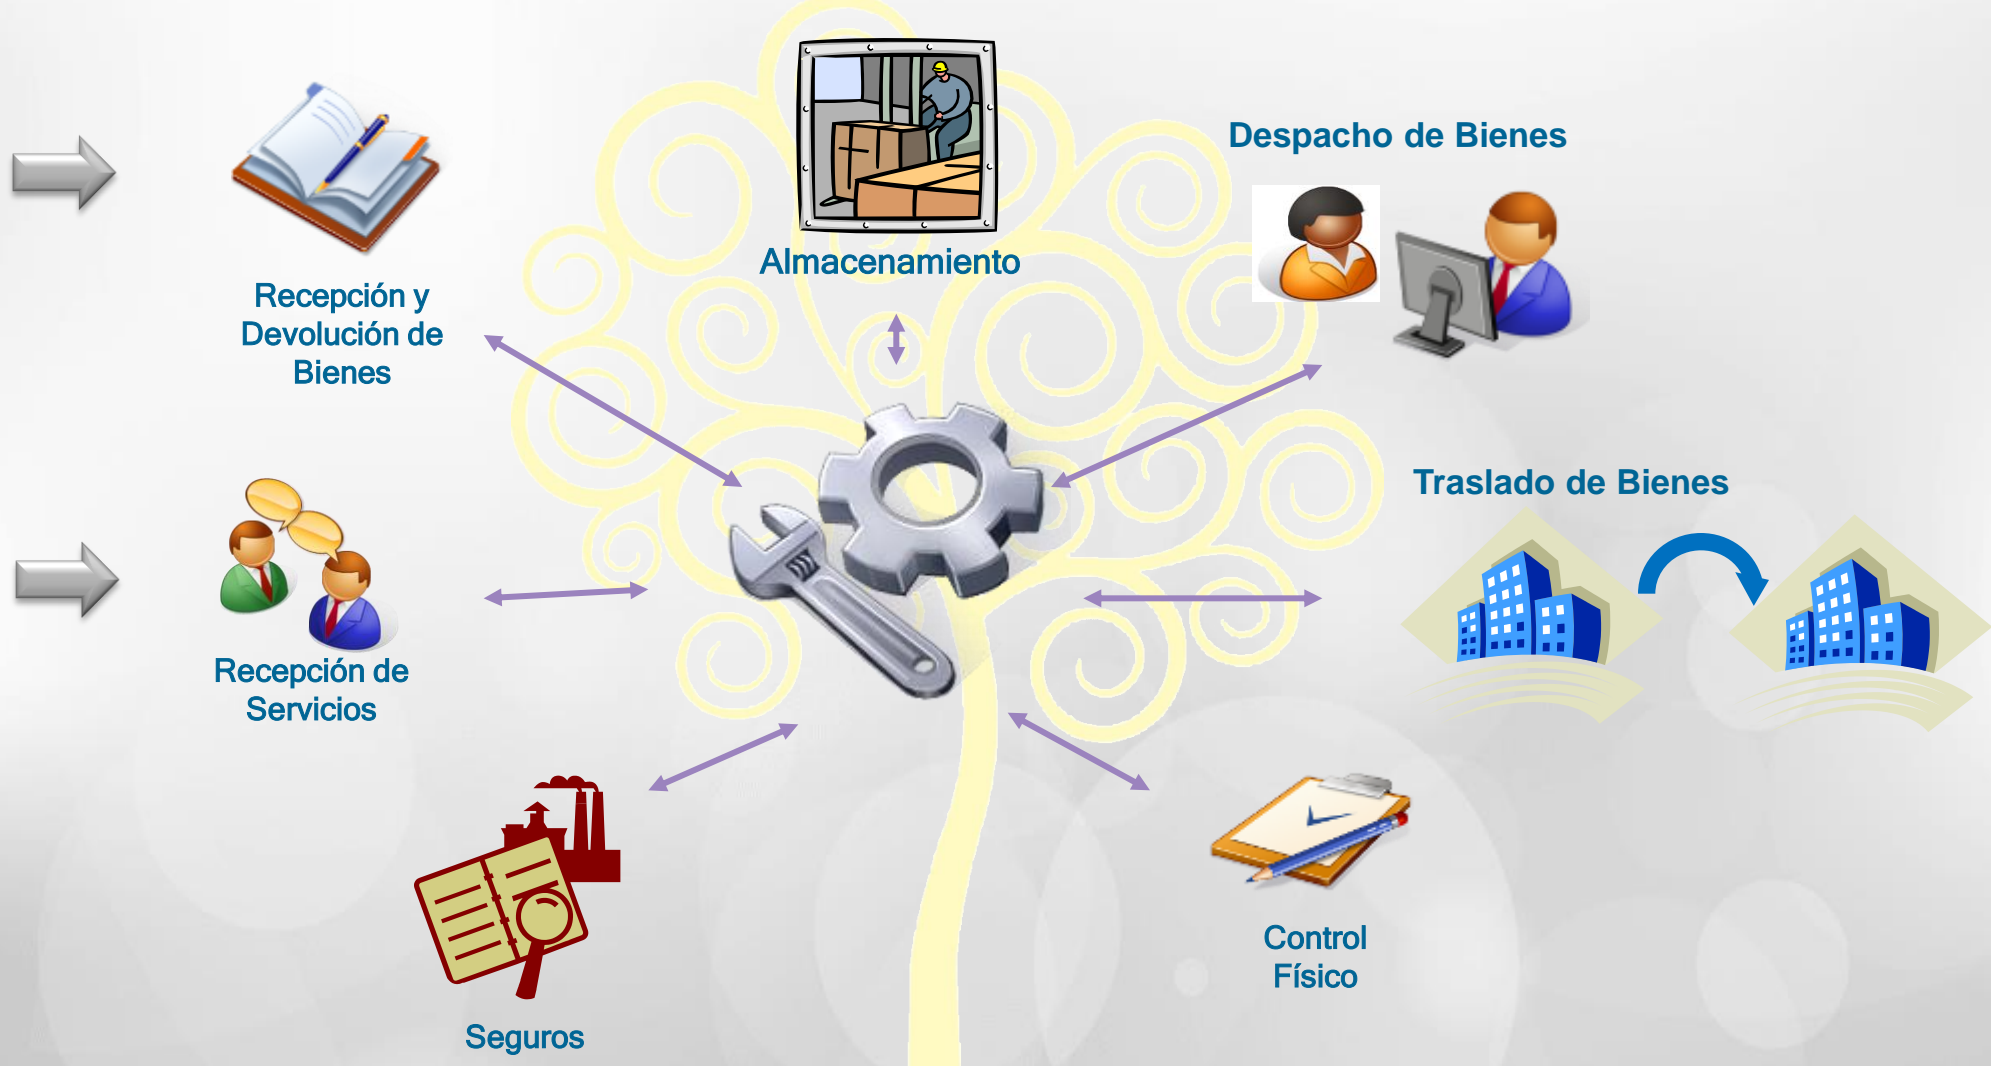 Almacenamiento
Despacho de Bienes
Recepción y
Devolución de
Bienes
Traslado de Bienes
Recepción de
Servicios
Control
Físico
Seguros